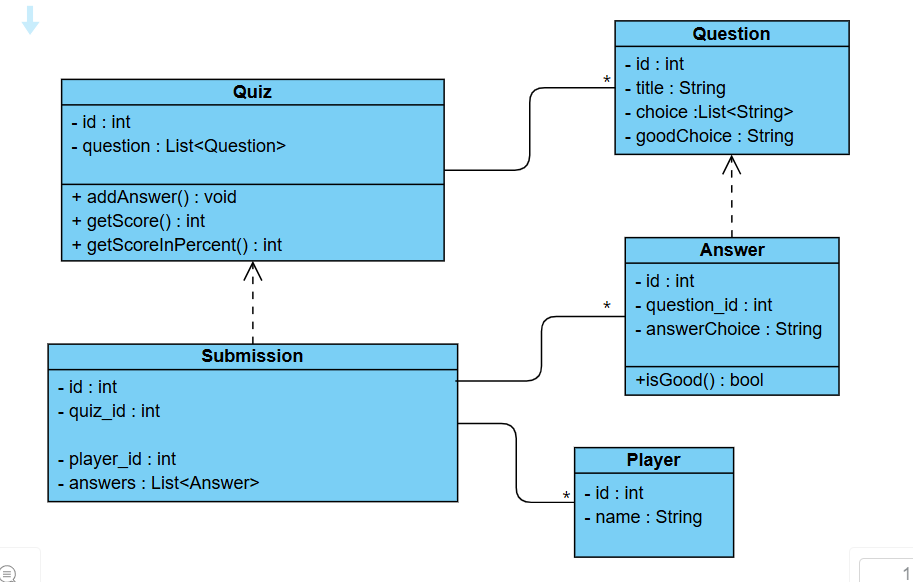 Question
- id : int
- title : String
- choice :List<String>
- goodChoice : String
*
Quiz
- id : int
- question : List<Question>
+ addAnswer() : void
+ getScore() : int
+ getScoreInPercent() : int
Answer
- id : int
- question_id : int
- answerChoice : String
+isGood() : bool
*
Submission
- id : int
- quiz_id : int
- player_id : int
- answers : List<Answer>
*
Player
- id : int
- name : String
1